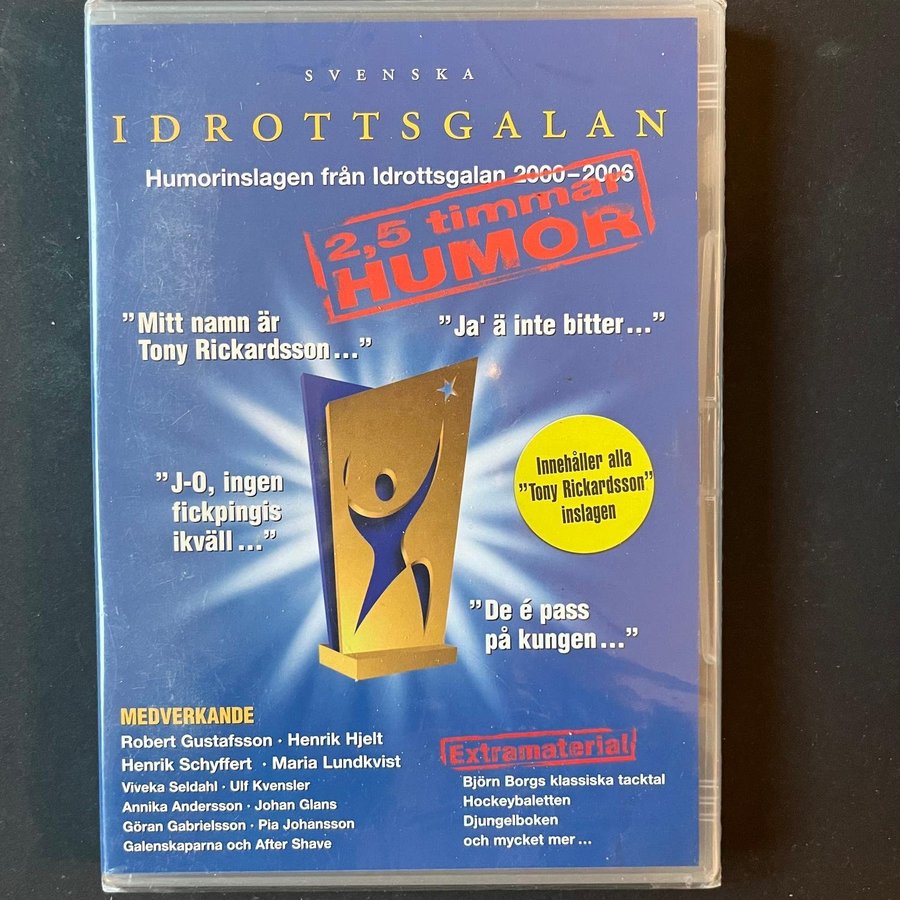 SVENSKA
IDROTTSGALAN
Humorinslagen från Idrottsgalan 2000–2006
2,5 timmar
HUMOR
”Mitt namn är
Tony Rickardsson...”
”Ja' ä inte bitter...”
”J-O, ingen
fickpingis
ikväll...”
Innehåller alla
”Tony Rickardsson”
inslagen
”De é pass
på kungen...”
MEDVERKANDE
Robert Gustafsson · Henrik Hjelt
Henrik Schyffert · Maria Lundkvist
Viveka Seldahl · Ulf Kvensler
Annika Andersson · Johan Glans
Göran Gabrielsson · Pia Johansson
Galenskaparna och After Shave
Extramaterial
Björn Borgs klassiska tacktal
Hockeybaletten
Djungelboken
och mycket mer...